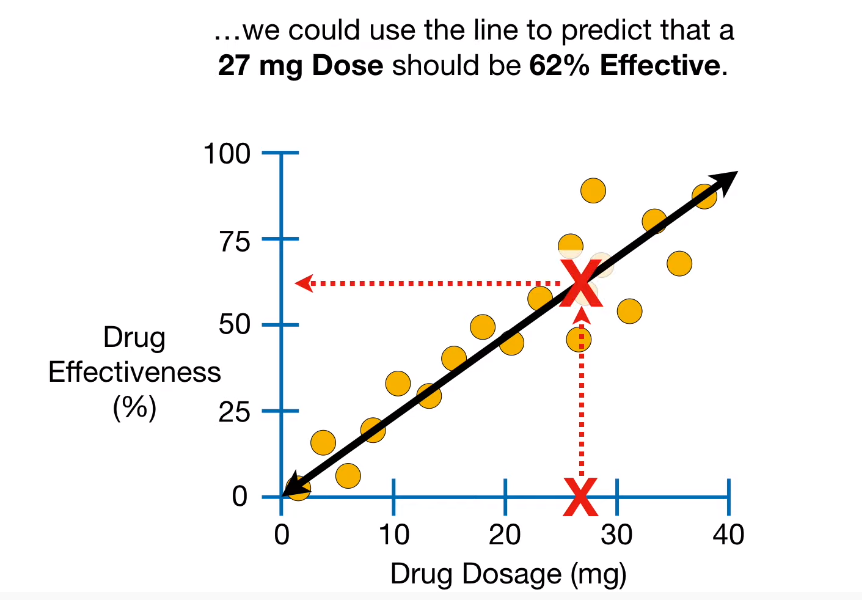 ...we could use the line to predict that a
27 mg Dose should be 62% Effective.
100
75
50
25
0
Drug
Effectiveness
(%)
X
X
0 10 20 30 40
Drug Dosage (mg)